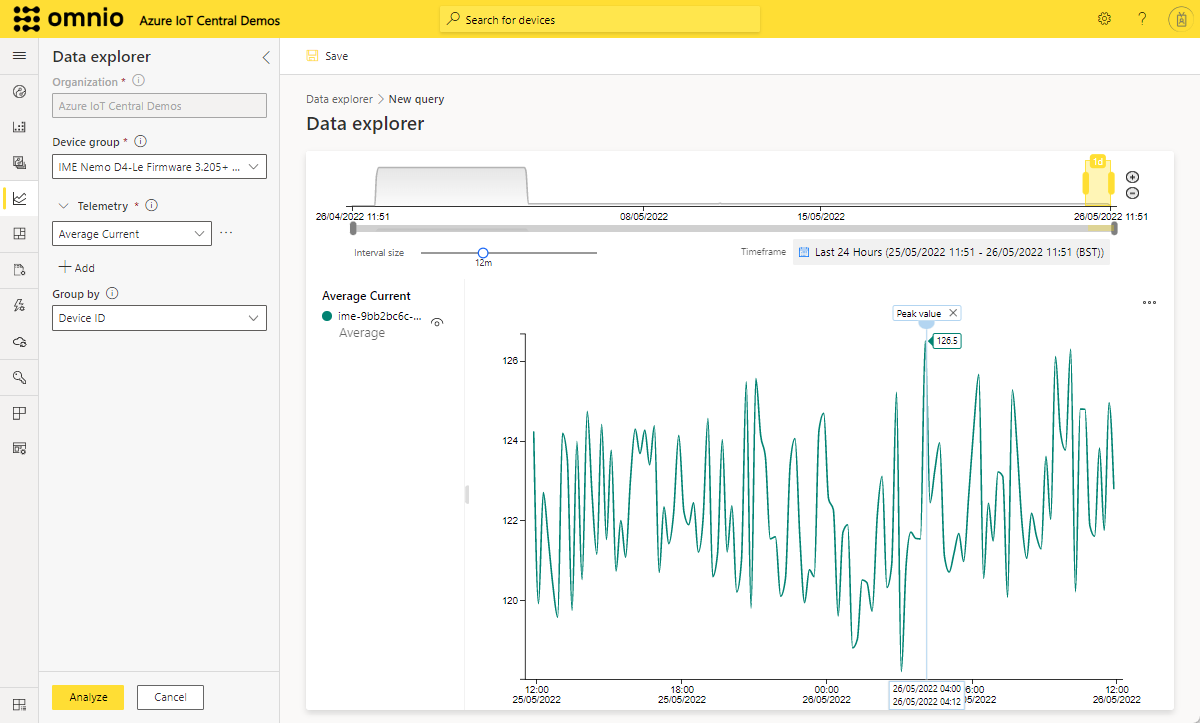 omnio Azure IoT Central Demos
Search for devices
?
Data explorer
Organization *
Azure IoT Central Demos
Device group *
IME Nemo D4-Le Firmware 3.205+ ...
Telemetry *
Average Current
...
Add
Group by
Device ID
Analyze
Cancel
Save
Data explorer > New query
Data explorer
1d
26/04/2022 11:51
08/05/2022
15/05/2022
26/05/2022 11:51
Interval size
12m
Timeframe
Last 24 Hours (25/05/2022 11:51 - 26/05/2022 11:51 (BST))
Average Current
ime-9bb2bc6c-...
Average
Peak value
126.5
126
124
122
120
12:00
25/05/2022
18:00
25/05/2022
00:00
26/05/2022
26/05/2022 04:00
26/05/2022 04:12
6:00
/05/2022
12:00
26/05/2022